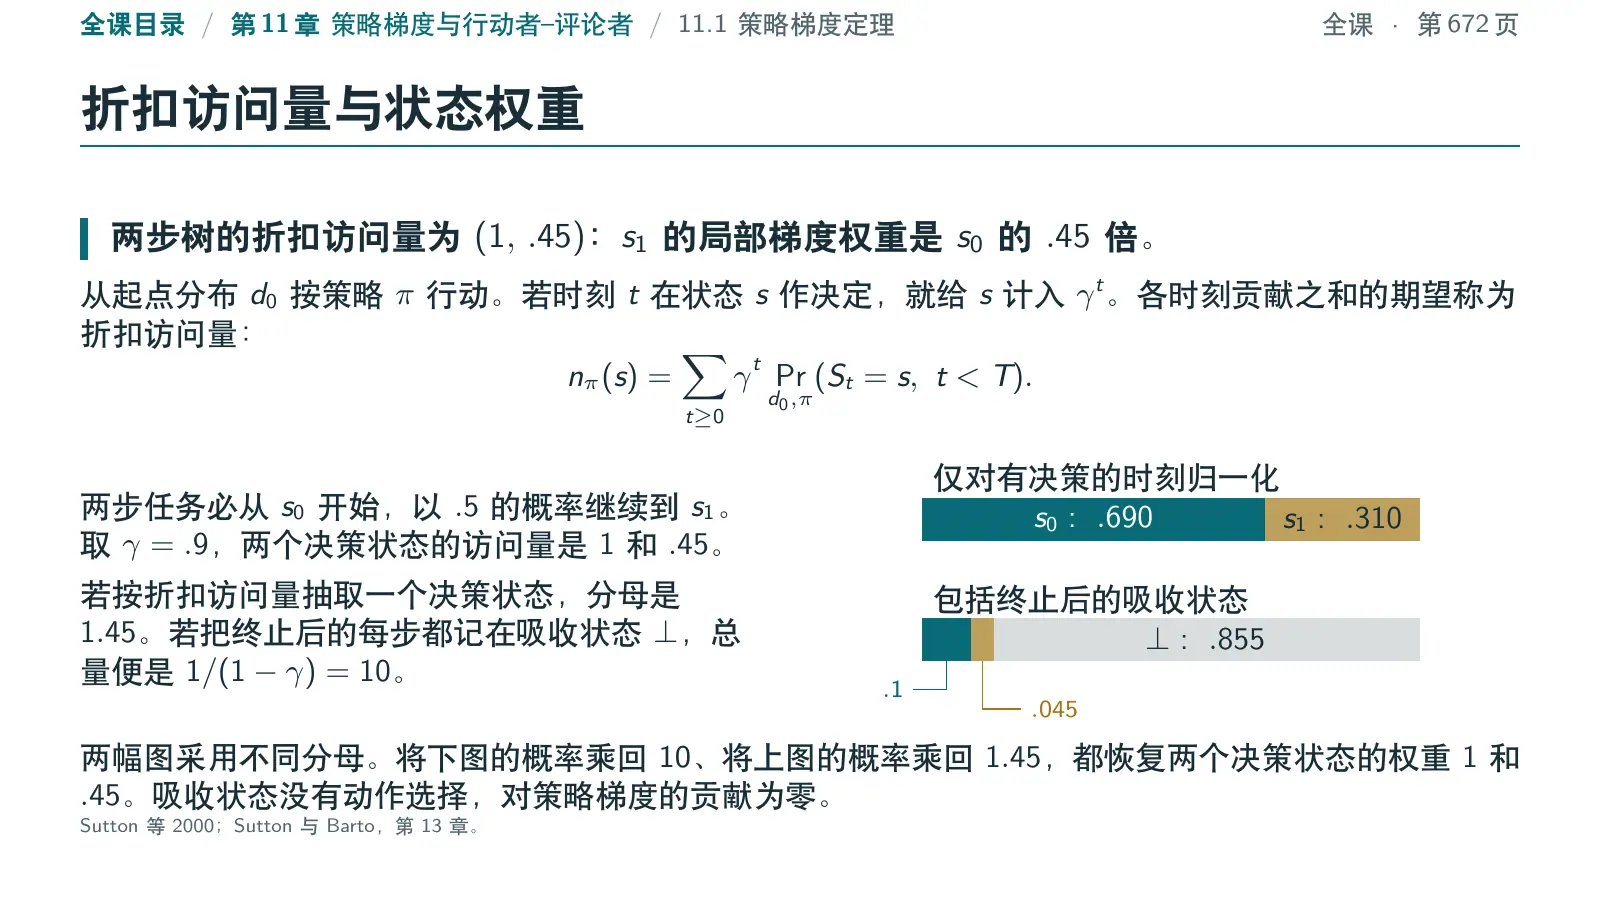 全课目录 / 第 11 章 策略梯度与行动者–评论者 / 11.1 策略梯度定理
全课 · 第 672 页
折扣访问量与状态权重
两步树的折扣访问量为 (1, .45)：s₁ 的局部梯度权重是 s₀ 的 .45 倍。
从起点分布 d₀ 按策略 π 行动。若时刻 t 在状态 s 作决定，就给 s 计入 γᵗ。各时刻贡献之和的期望称为
折扣访问量：
n_π(s) = ∑_{t≥0} γᵗ Pr_{d₀,π}(S_t = s, t < T).
两步任务必从 s₀ 开始，以 .5 的概率继续到 s₁。
取 γ = .9，两个决策状态的访问量是 1 和 .45。
若按折扣访问量抽取一个决策状态，分母是
1.45。若把终止后的每步都记在吸收状态 ⊥，总
量便是 1/(1 − γ) = 10。
仅对有决策的时刻归一化
s₀ : .690
s₁ : .310
包括终止后的吸收状态
⊥ : .855
.1
.045
两幅图采用不同分母。将下图的概率乘回 10、将上图的概率乘回 1.45，都恢复两个决策状态的权重 1 和
.45。吸收状态没有动作选择，对策略梯度的贡献为零。
Sutton 等 2000；Sutton 与 Barto，第 13 章。